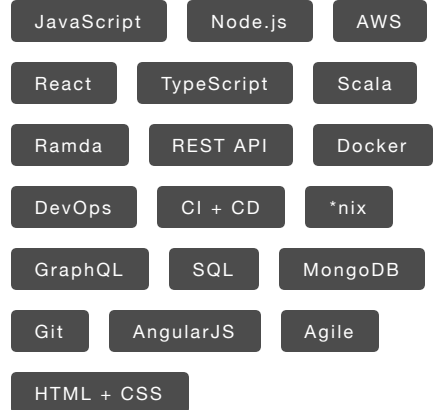 JavaScript Node.js AWS
React TypeScript Scala
Ramda REST API Docker
DevOps CI + CD *nix
GraphQL SQL MongoDB
Git AngularJS Agile
HTML + CSS